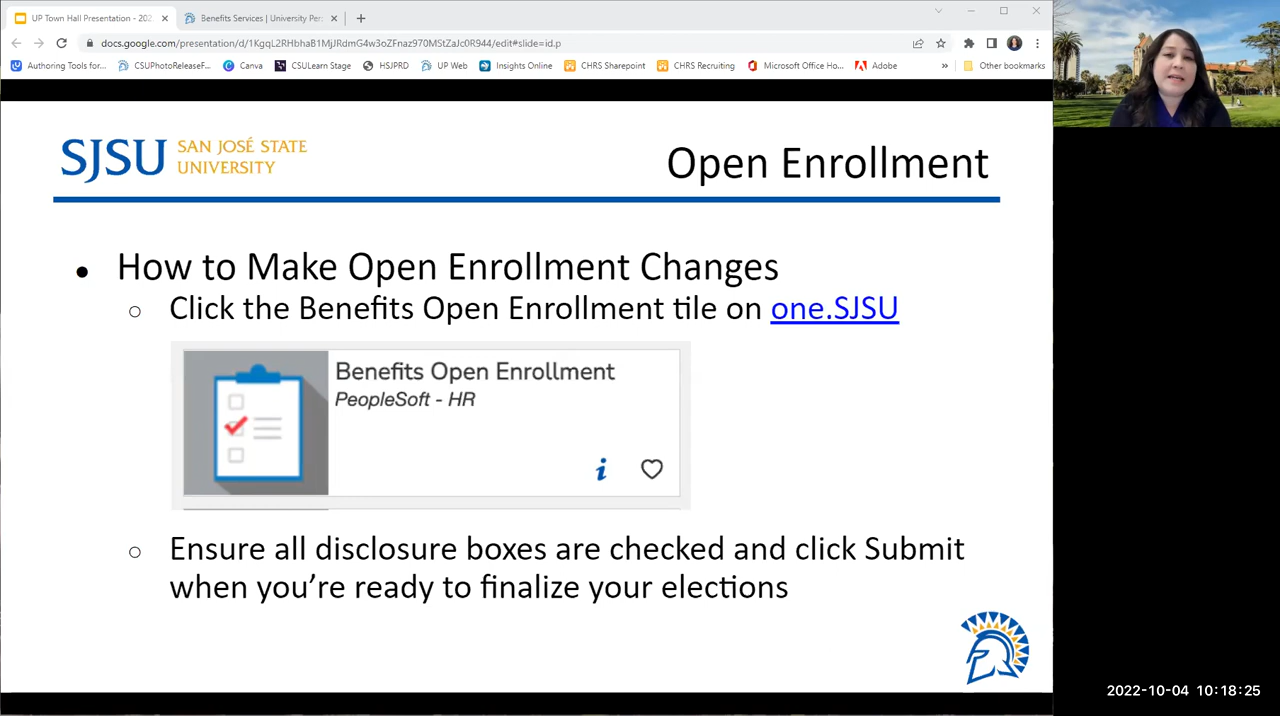 UP Town Hall Presentation - 202
Benefits Services | University Per
docs.google.com/presentation/d/1KgqL2RHbhaB1MjJRdmG4w3oZFnaz970MStZaJc0R944/edit#slide=id.p
Authoring Tools for... CSUPhotoReleaseF... Canva CSULearn Stage HSJPRD UP Web Insights Online CHRS Sharepoint CHRS Recruiting Microsoft Office Ho... Adobe » Other bookmarks
SJSU SAN JOSÉ STATE
UNIVERSITY
Open Enrollment
● How to Make Open Enrollment Changes
○ Click the Benefits Open Enrollment tile on one.SJSU
Benefits Open Enrollment
PeopleSoft - HR
i
○ Ensure all disclosure boxes are checked and click Submit
when you’re ready to finalize your elections
2022-10-04 10:18:25